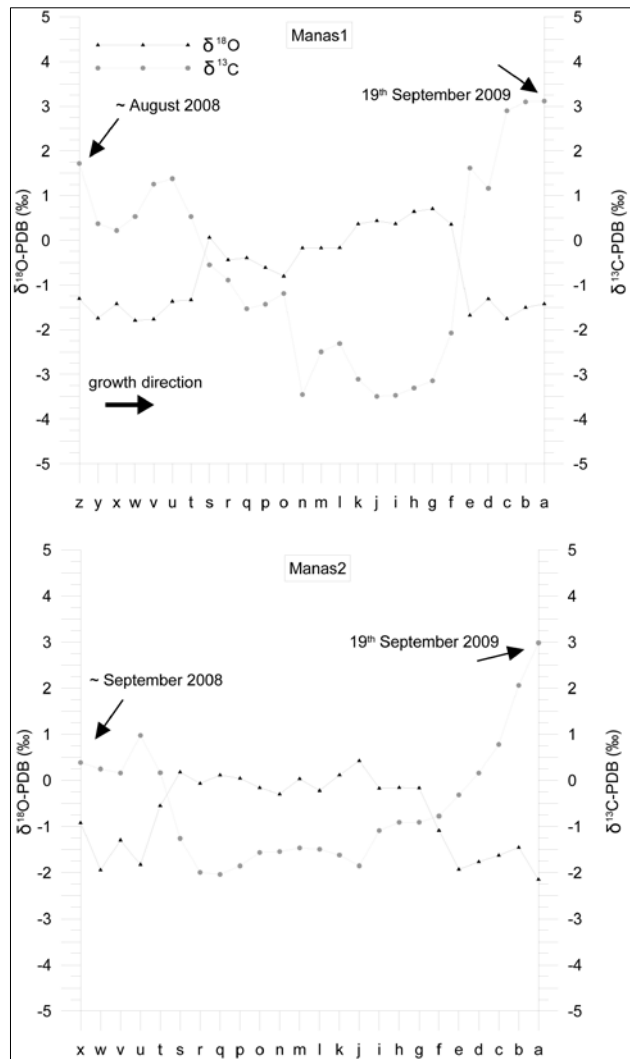 Manas1
δ18O
δ13C
~ August 2008
19th September 2009
growth direction
δ18O-PDB (‰)
5
4
3
2
1
0
-1
-2
-3
-4
-5
δ13C-PDB (‰)
5
4
3
2
1
0
-1
-2
-3
-4
-5
z y x w v u t s r q p o n m l k j i h g f e d c b a
Manas2
~ September 2008
19th September 2009
δ18O-PDB (‰)
5
4
3
2
1
0
-1
-2
-3
-4
-5
δ13C-PDB (‰)
5
4
3
2
1
0
-1
-2
-3
-4
-5
x w v u t s r q p o n m l k j i h g f e d c b a